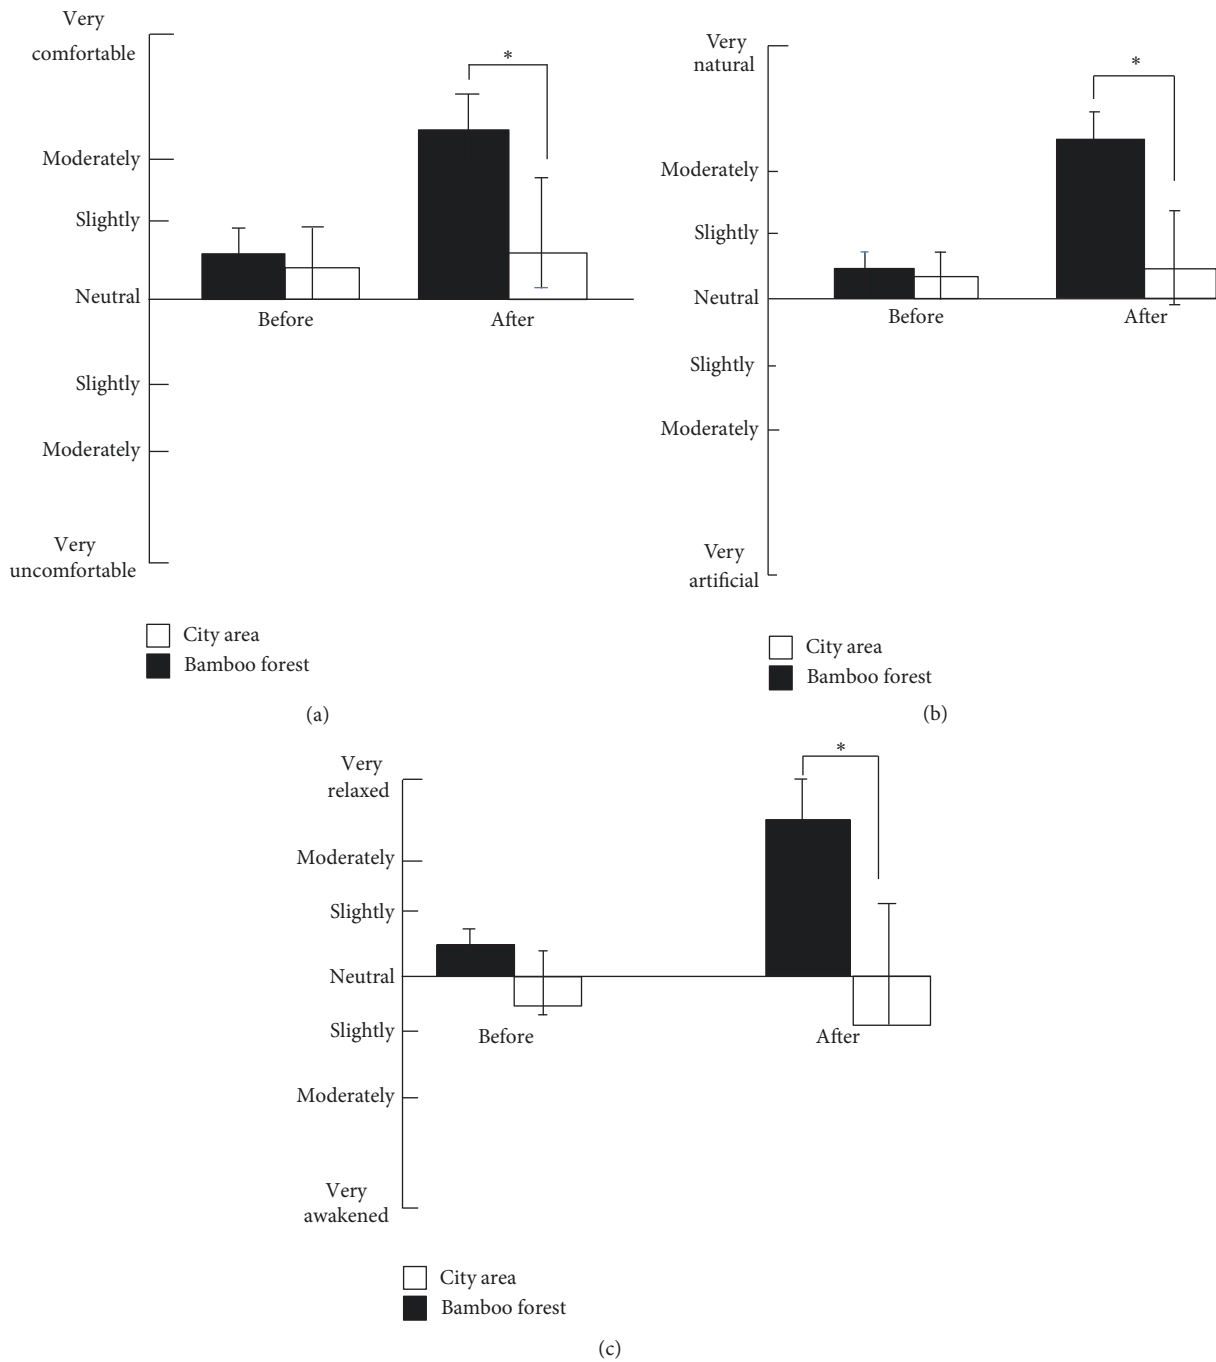 Very
comfortable
*
Moderately
Slightly
Neutral
Before
After
Slightly
Moderately
Very
uncomfortable
City area
Bamboo forest
(a)
Very
natural
*
Moderately
Slightly
Neutral
Before
After
Slightly
Moderately
Very
artificial
City area
Bamboo forest
(b)
Very
relaxed
*
Moderately
Slightly
Neutral
Slightly
Before
After
Moderately
Very
awakened
City area
Bamboo forest
(c)